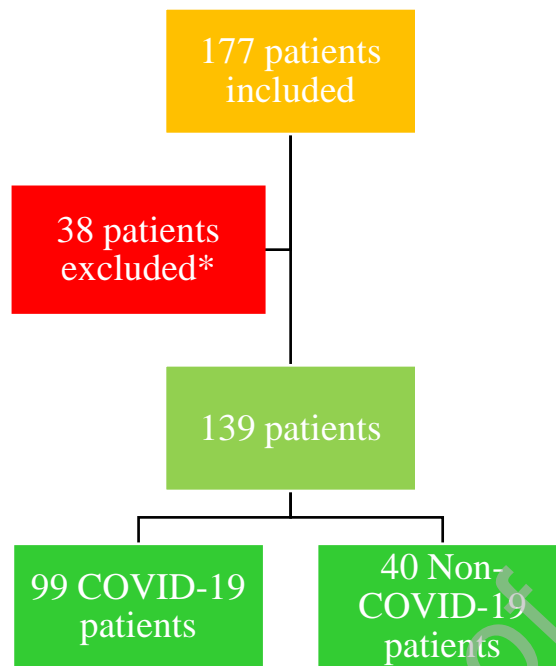 177 patients
included
38 patients
excluded*
139 patients
99 COVID-19
patients
40 Non-
COVID-19
patients